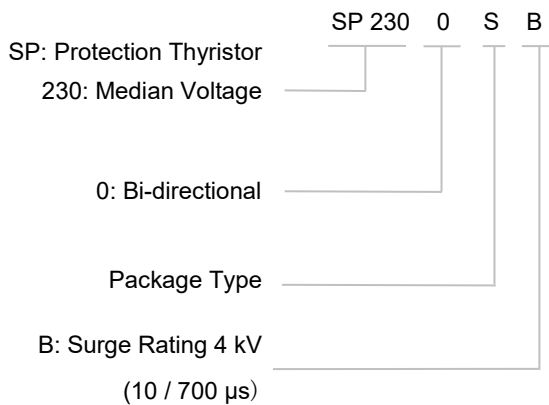 SP 230 0 S B
SP: Protection Thyristor
230: Median Voltage
0: Bi-directional
Package Type
B: Surge Rating 4 kV
(10 / 700 μs）